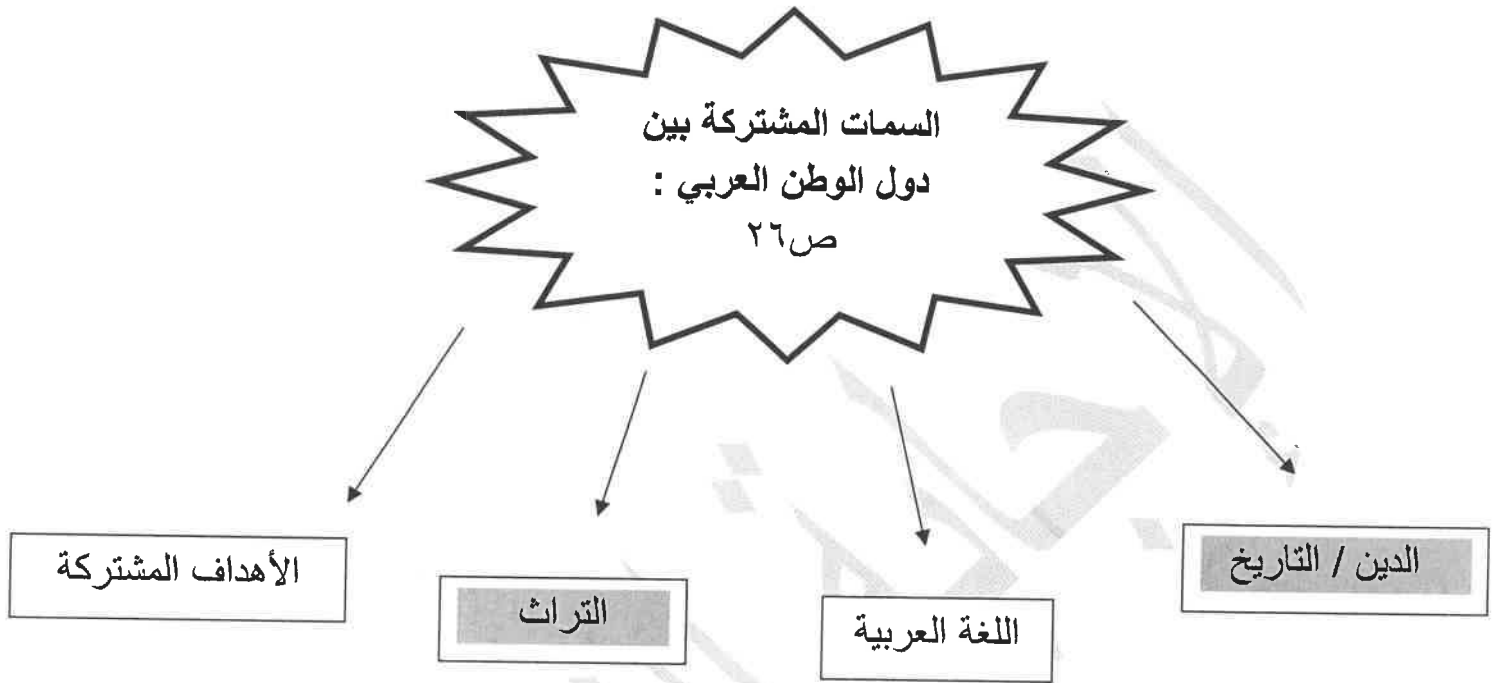 السمات المشتركة بين
دول الوطن العربي :
ص٢٦
الدين / التاريخ
اللغة العربية
التراث
الأهداف المشتركة